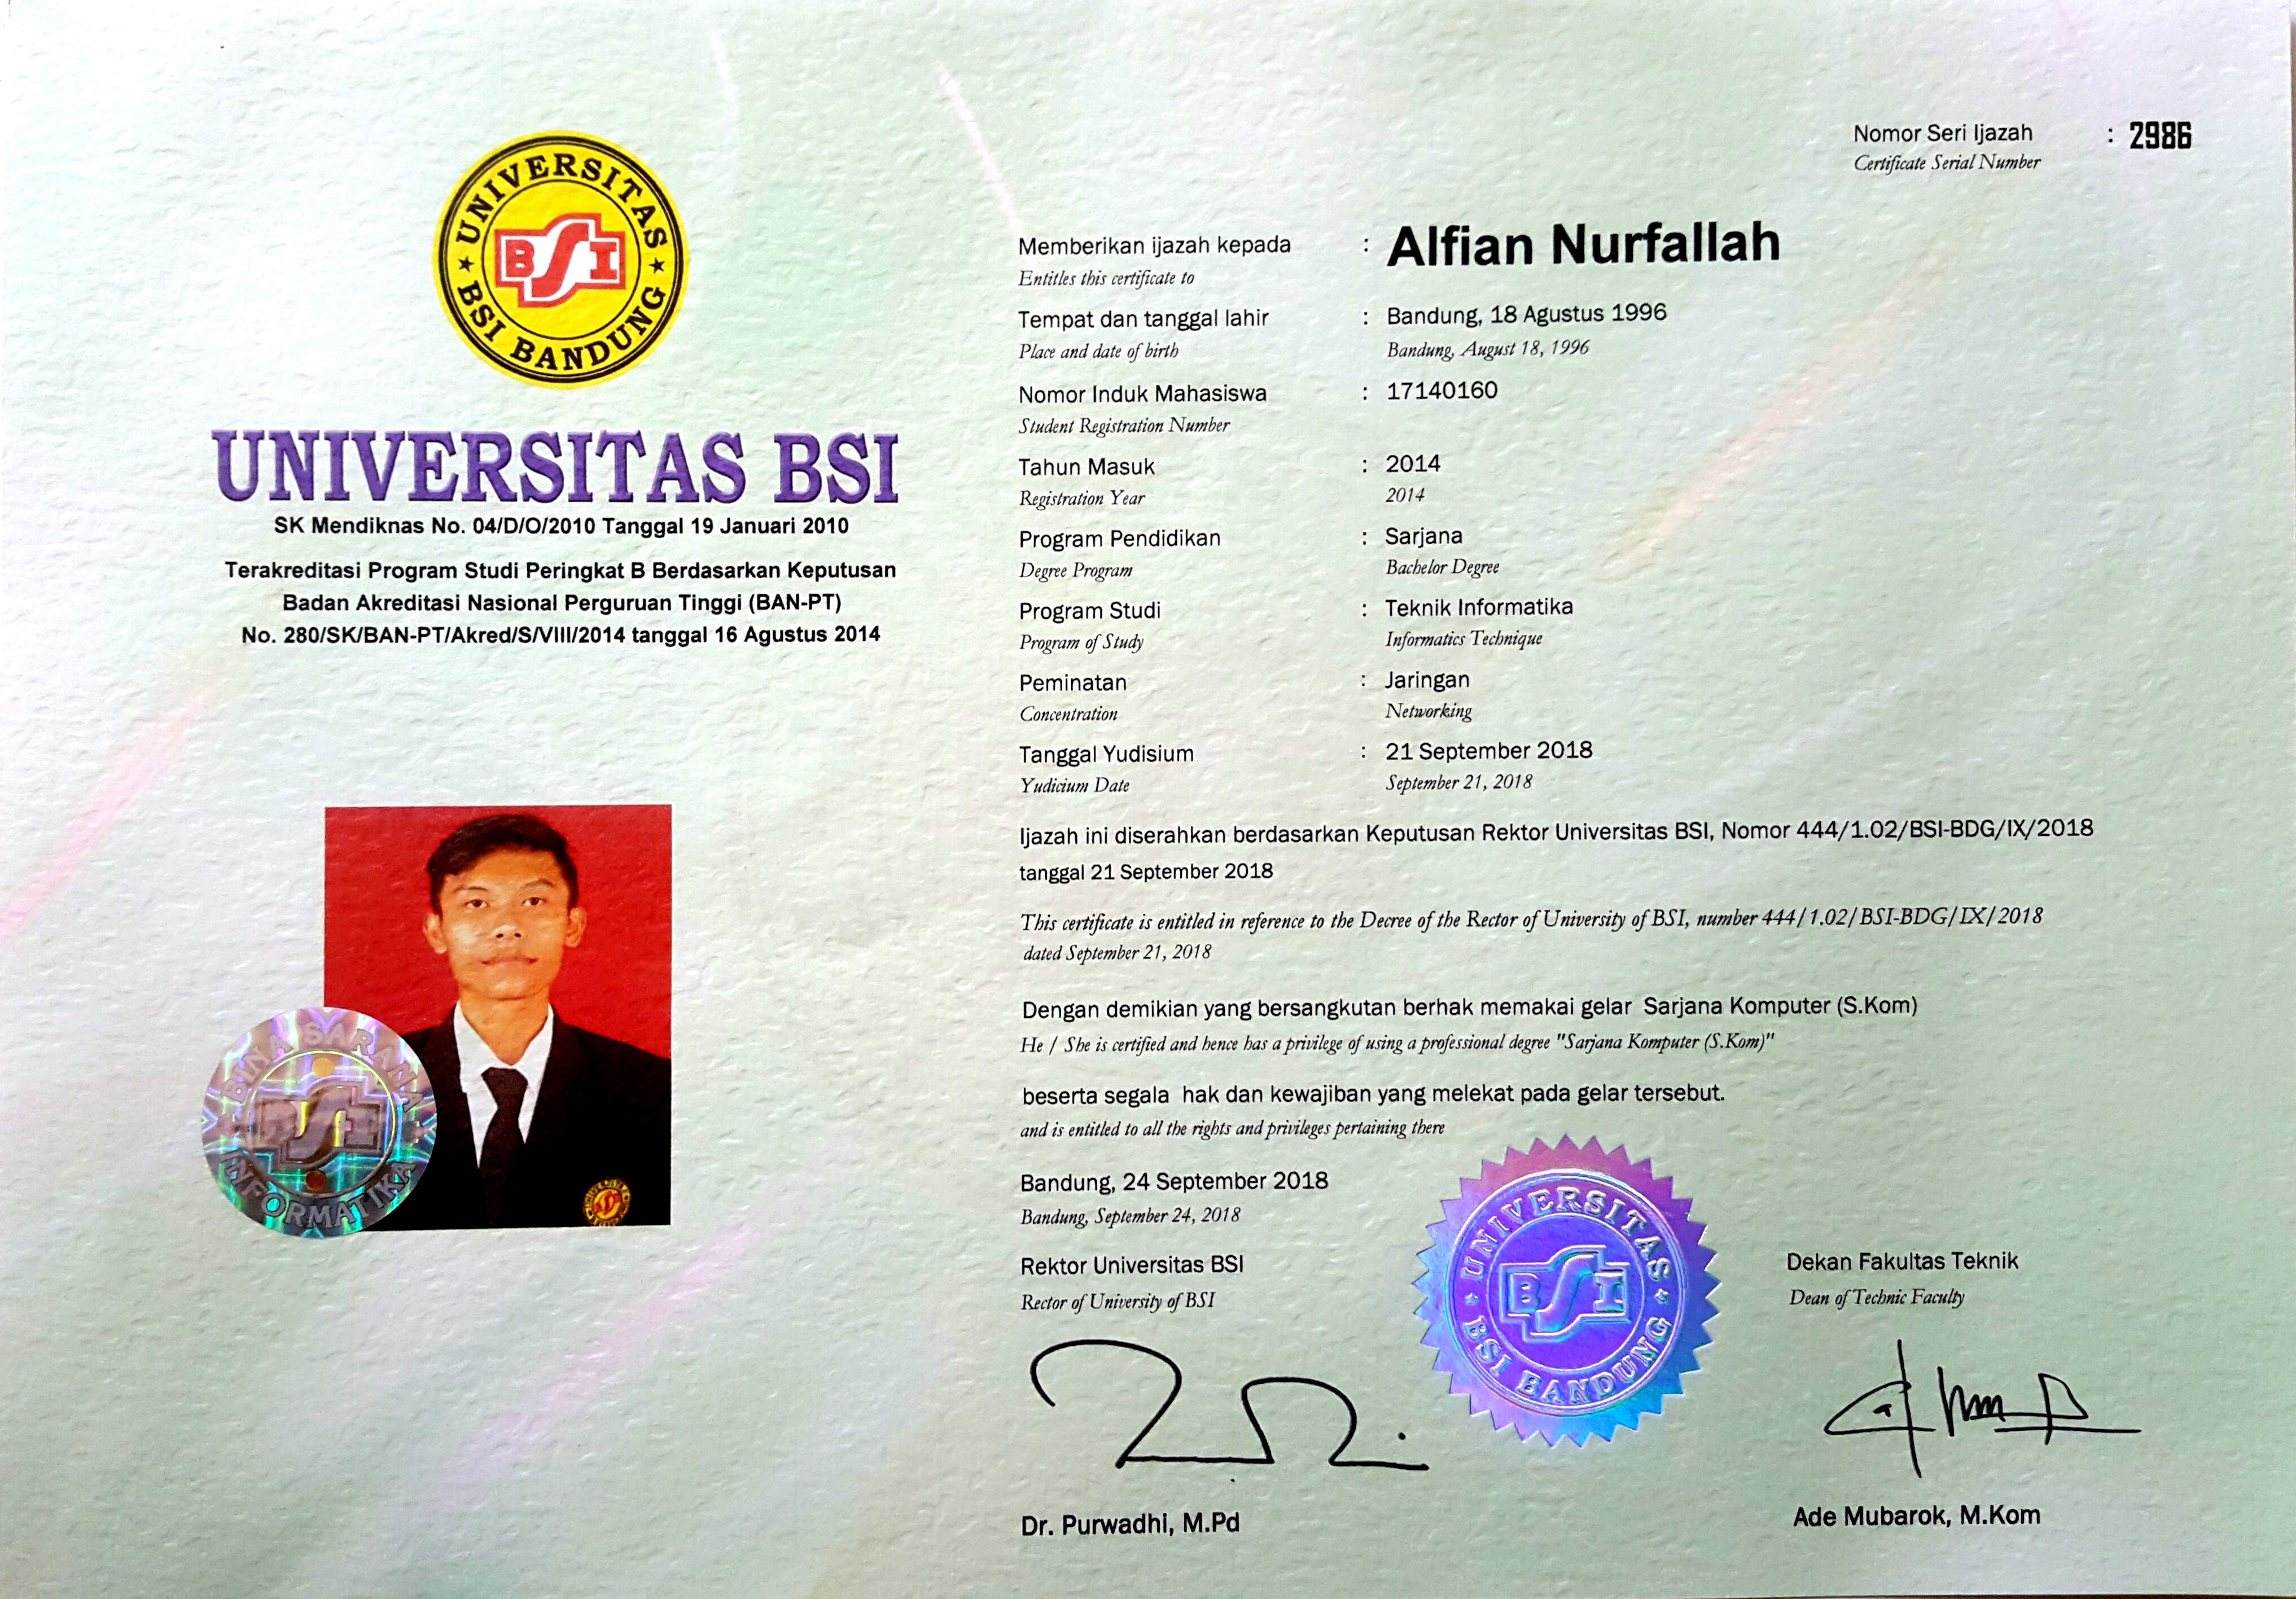 Nomor Seri Ijazah : 2986
Certificate Serial Number
UNIVERSITAS BSI BANDUNG
BSI
UNIVERSITAS BSI
SK Mendiknas No. 04/D/O/2010 Tanggal 19 Januari 2010
Terakreditasi Program Studi Peringkat B Berdasarkan Keputusan
Badan Akreditasi Nasional Perguruan Tinggi (BAN-PT)
No. 280/SK/BAN-PT/Akred/S/VIII/2014 tanggal 16 Agustus 2014
BINA SARANA INFORMATIKA
BSI
Memberikan ijazah kepada : Alfian Nurfallah
Entitles this certificate to
Tempat dan tanggal lahir : Bandung, 18 Agustus 1996
Place and date of birth Bandung, August 18, 1996
Nomor Induk Mahasiswa : 17140160
Student Registration Number
Tahun Masuk : 2014
Registration Year 2014
Program Pendidikan : Sarjana
Degree Program Bachelor Degree
Program Studi : Teknik Informatika
Program of Study Informatics Technique
Peminatan : Jaringan
Concentration Networking
Tanggal Yudisium : 21 September 2018
Yudicium Date September 21, 2018
Ijazah ini diserahkan berdasarkan Keputusan Rektor Universitas BSI, Nomor 444/1.02/BSI-BDG/IX/2018
tanggal 21 September 2018
This certificate is entitled in reference to the Decree of the Rector of University of BSI, number 444/1.02/BSI-BDG/IX/2018
dated September 21, 2018
Dengan demikian yang bersangkutan berhak memakai gelar Sarjana Komputer (S.Kom)
He / She is certified and hence has a privilege of using a professional degree "Sarjana Komputer (S.Kom)"
beserta segala hak dan kewajiban yang melekat pada gelar tersebut.
and is entitled to all the rights and privileges pertaining there
Bandung, 24 September 2018
Bandung, September 24, 2018
Rektor Universitas BSI
Rector of University of BSI
UNIVERSITAS BSI BANDUNG
BSI
Dekan Fakultas Teknik
Dean of Technic Faculty
Dr. Purwadhi, M.Pd
Ade Mubarok, M.Kom